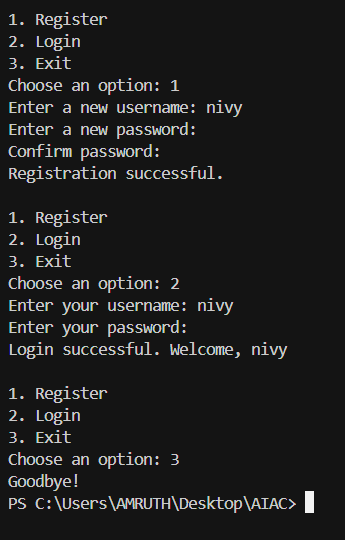 1. Register
2. Login
3. Exit
Choose an option: 1
Enter a new username: nivy
Enter a new password:
Confirm password:
Registration successful.

1. Register
2. Login
3. Exit
Choose an option: 2
Enter your username: nivy
Enter your password:
Login successful. Welcome, nivy

1. Register
2. Login
3. Exit
Choose an option: 3
Goodbye!
PS C:\Users\AMRUTH\Desktop\AIAC>